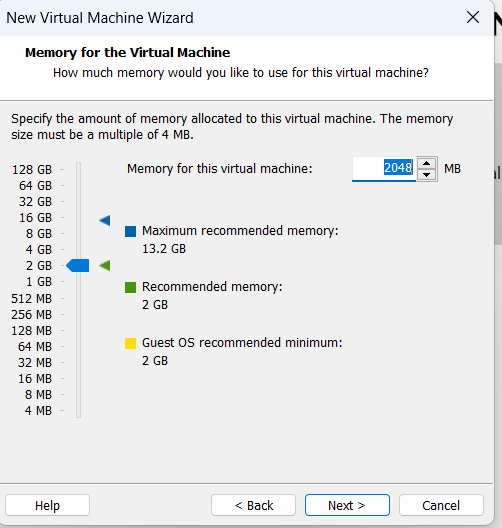 New Virtual Machine Wizard
Memory for the Virtual Machine
How much memory would you like to use for this virtual machine?
Specify the amount of memory allocated to this virtual machine. The memory
size must be a multiple of 4 MB.
128 GB
Memory for this virtual machine: 2048 MB
64 GB
32 GB
16 GB
8 GB
Maximum recommended memory:
13.2 GB
4 GB
2 GB
1 GB
Recommended memory:
2 GB
512 MB
256 MB
128 MB
64 MB
Guest OS recommended minimum:
2 GB
32 MB
16 MB
8 MB
4 MB
Help
< Back
Next >
Cancel